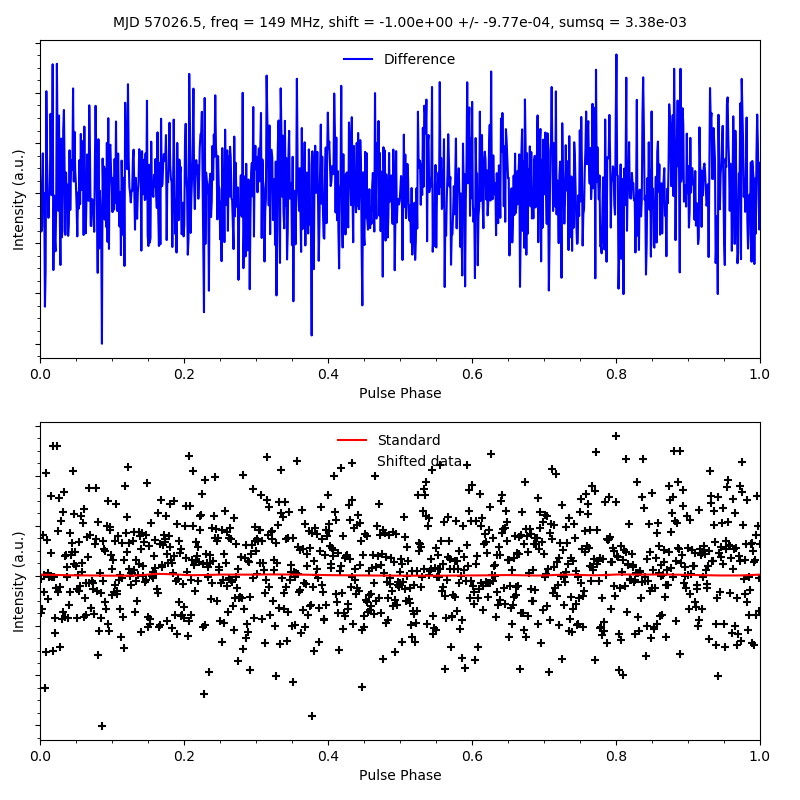 MJD 57026.5, freq = 149 MHz, shift = -1.00e+00 +/- -9.77e-04, sumsq = 3.38e-03
Difference
Intensity (a.u.)
0.0 0.2 0.4 0.6 0.8 1.0
Pulse Phase
Standard
Shifted data
Intensity (a.u.)
0.0 0.2 0.4 0.6 0.8 1.0
Pulse Phase